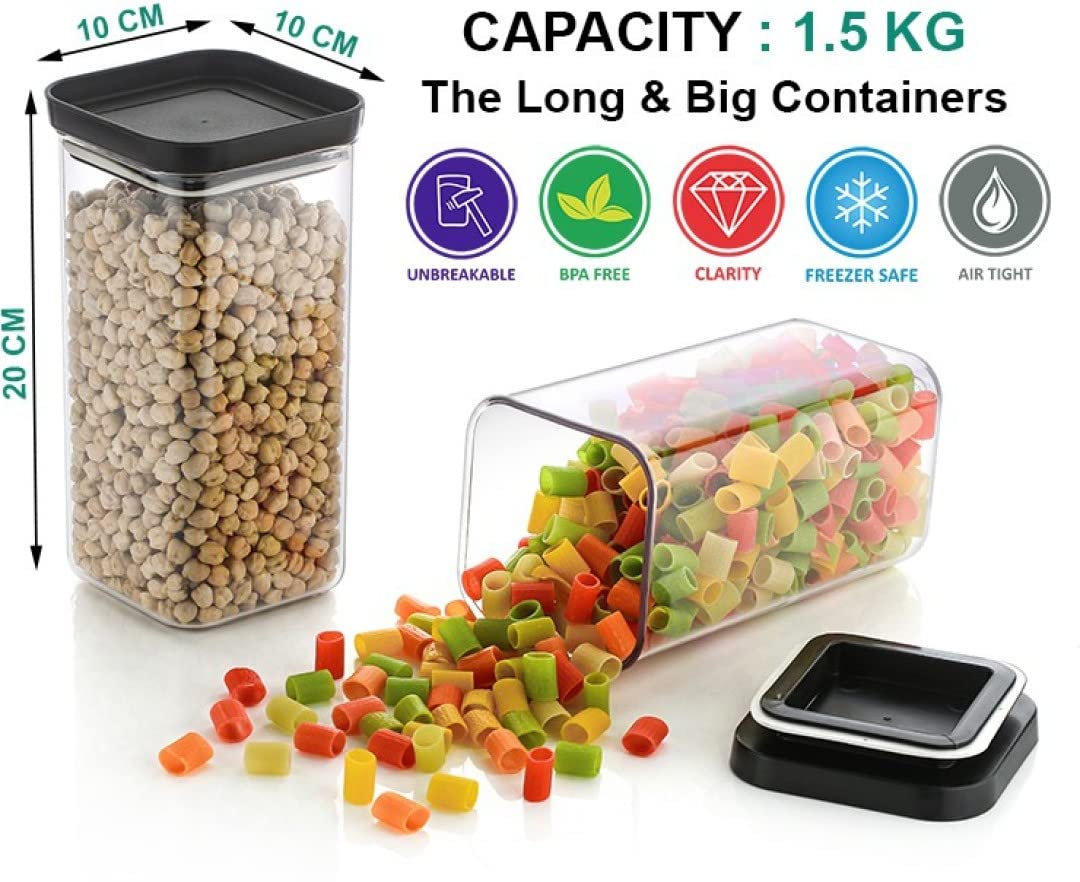 10 CM
10 CM
CAPACITY : 1.5 KG
The Long & Big Containers
UNBREAKABLE
BPA FREE
CLARITY
FREEZER SAFE
AIR TIGHT
20 CM